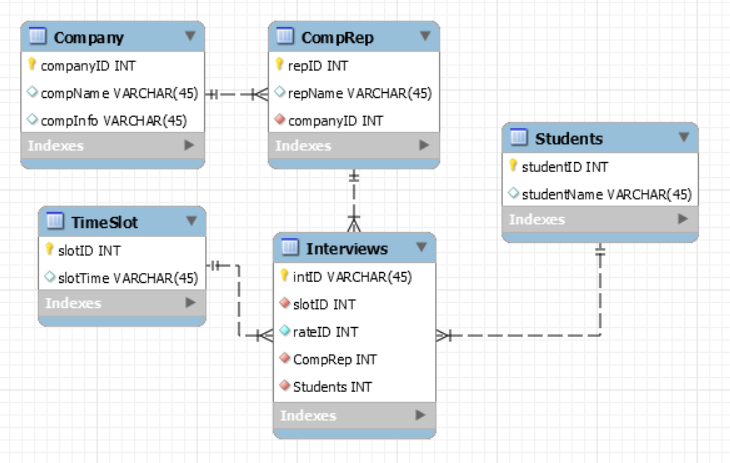 Company
companyID INT
compName VARCHAR(45)
compInfo VARCHAR(45)
Indexes
CompRep
repID INT
repName VARCHAR(45)
companyID INT
Indexes
Students
studentID INT
studentName VARCHAR(45)
Indexes
TimeSlot
slotID INT
slotTime VARCHAR(45)
Indexes
Interviews
intID VARCHAR(45)
slotID INT
rateID INT
CompRep INT
Students INT
Indexes